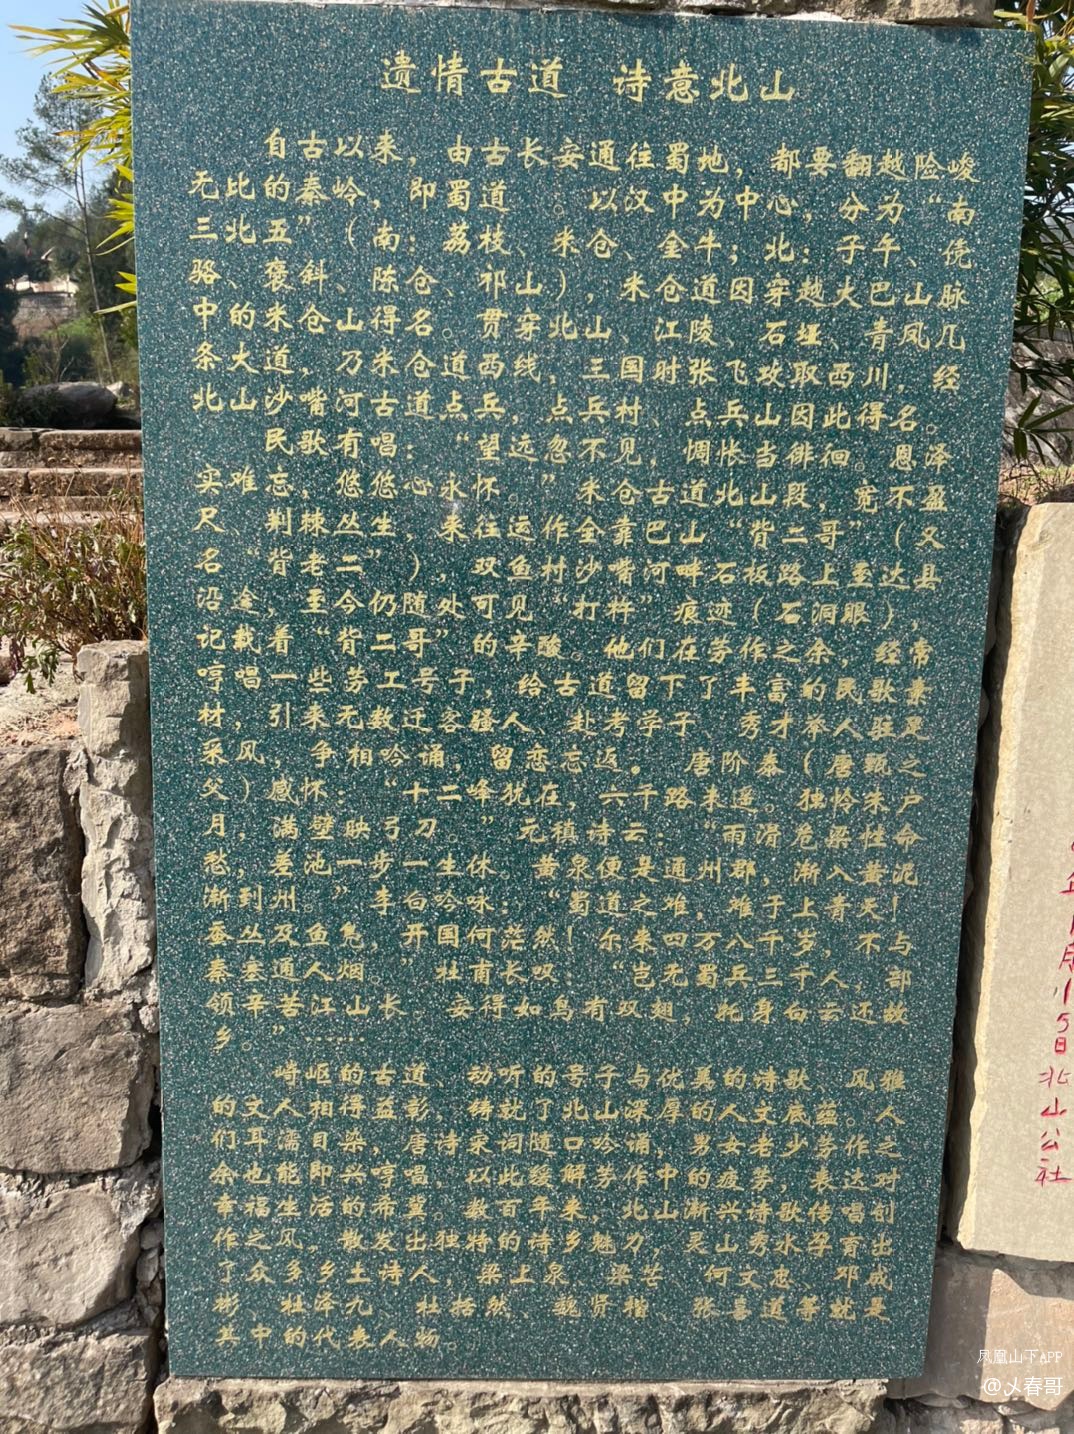 遗情古道 诗意北山
自古以来，由古长安通往蜀地，都要翻越险峻
无比的秦岭，即蜀道 。以汉中为中心，分为“南
三北五”（南：荔枝、米仓、金牛；北：子午、傥
骆、褒斜、陈仓、祁山），米仓道因穿越大巴山脉
中的米仓山得名。贯穿北山、江陵、石垭、青凤几
条大道，乃米仓道西线，三国时张飞攻取西川，经
北山沙嘴河古道点兵，点兵村、点兵山因此得名。
民歌有唱：“望远忽不见，惆怅当徘徊。恩泽
实难忘，悠悠心永怀。”米仓古道北山段，宽不盈
尺、荆棘丛生，来往运作全靠巴山“背二哥”（又
名“背老二”），双鱼村沙嘴河畔石板路上至达县
沿途，至今仍随处可见“打杵”痕迹（石洞眼），
记载着“背二哥”的辛酸。他们在劳作之余，经常
哼唱一些劳工号子，给古道留下了丰富的民歌素
材，引来无数迁客骚人、赴考学子、秀才举人驻足
采风，争相吟诵，留恋忘返。 唐阶泰（唐甄之
父）感怀：“十二峰犹在，六千路未遥。独怜朱户
月，满壁映弓刀。”元稹诗云：“雨滑危梁性命
愁，差池一步一生休。黄泉便是通州郡，渐入黄泥
渐到州。”李白吟咏：“蜀道之难，难于上青天！
蚕丛及鱼凫，开国何茫然！尔来四万八千岁，不与
秦塞通人烟。”杜甫长叹：“岂无蜀兵三千人，部
领辛苦江山长。安得如鸟有双翅，托身白云还故
乡。”……
崎岖的古道、动听的号子与优美的诗歌、风雅
的文人相得益彰，铸就了北山深厚的人文底蕴。人
们耳濡目染，唐诗宋词随口吟诵，男女老少劳作之
余也能即兴哼唱，以此缓解劳作中的疲劳，表达对
幸福生活的希冀。数百年来，北山渐兴诗歌传唱创
作之风，散发出独特的诗乡魅力，灵山秀水孕育出
了众多乡土诗人，梁上泉、梁芒、何文忠、邓成
彬、杜泽九、杜括然、魏贤楷、张喜道等就是
其中的代表人物。
年1月15日北山公社
凤凰山下APP
@乄春哥